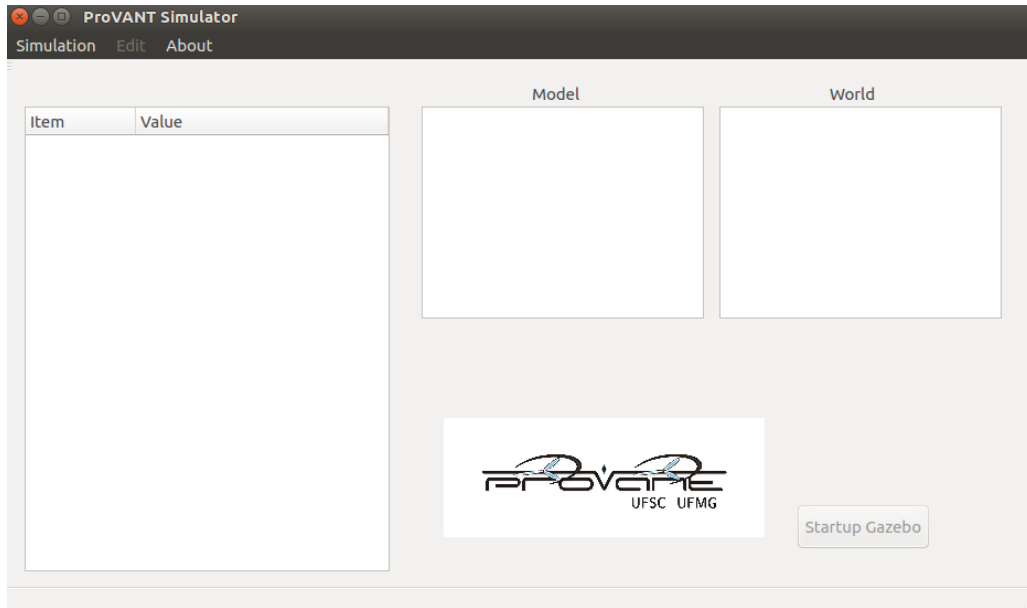 ProVANT Simulator
Simulation Edit About
Model World
Item Value
PROVANT
UFSC UFMG
Startup Gazebo